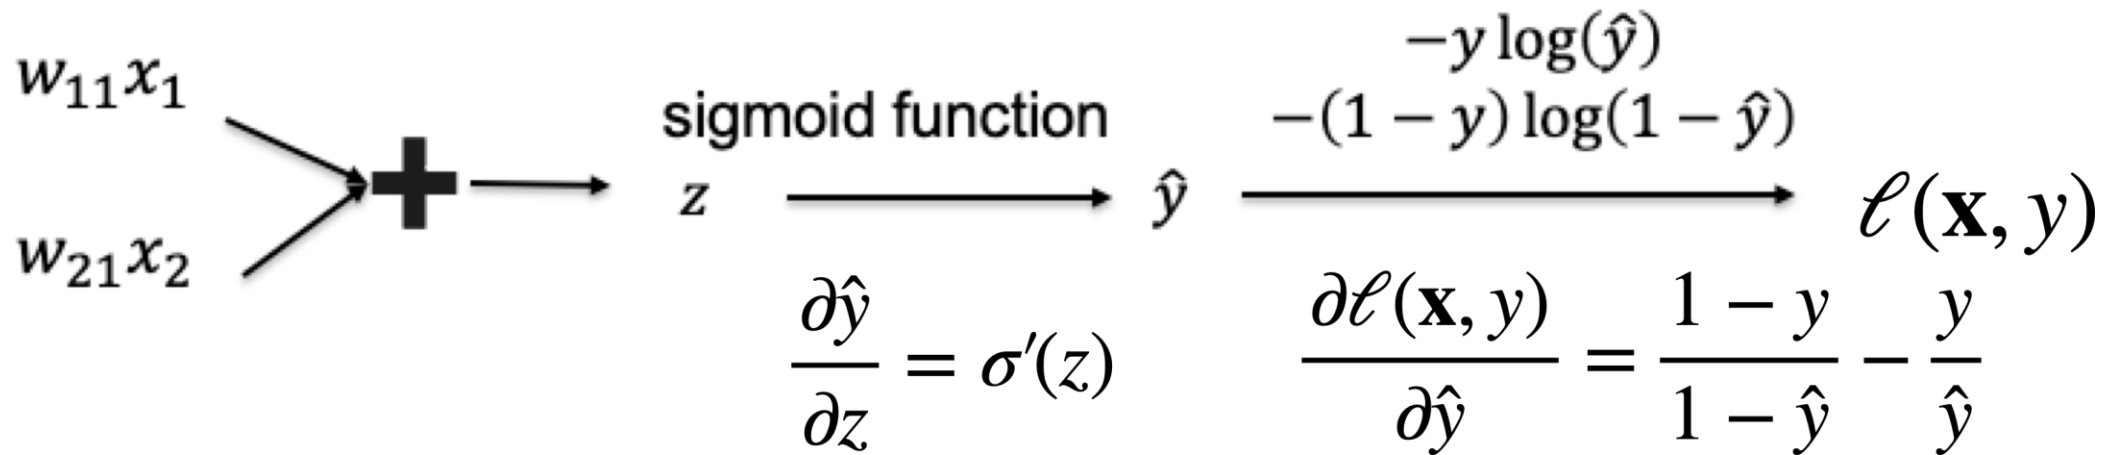 −y log(ŷ)
−(1 − y) log(1 − ŷ)
w₁₁x₁
sigmoid function
+
z
ŷ
ℓ(𝐱, y)
w₂₁x₂
∂ŷ/∂z = σ′(z)
∂ℓ(𝐱, y)/∂ŷ = (1 − y)/(1 − ŷ) − y/ŷ